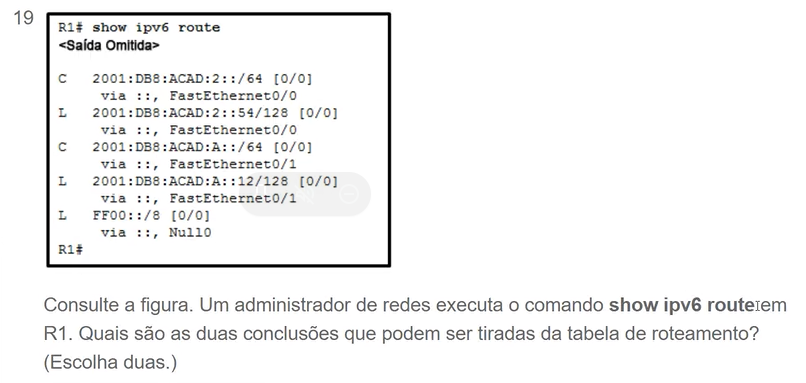 19
R1# show ipv6 route
<Saída Omitida>
C 2001:DB8:ACAD:2::/64 [0/0]
via ::, FastEthernet0/0
L 2001:DB8:ACAD:2::54/128 [0/0]
via ::, FastEthernet0/0
C 2001:DB8:ACAD:A::/64 [0/0]
via ::, FastEthernet0/1
L 2001:DB8:ACAD:A::12/128 [0/0]
via ::, FastEthernet0/1
L FF00::/8 [0/0]
via ::, Null0
R1#
Consulte a figura. Um administrador de redes executa o comando show ipv6 route em
R1. Quais são as duas conclusões que podem ser tiradas da tabela de roteamento?
(Escolha duas.)